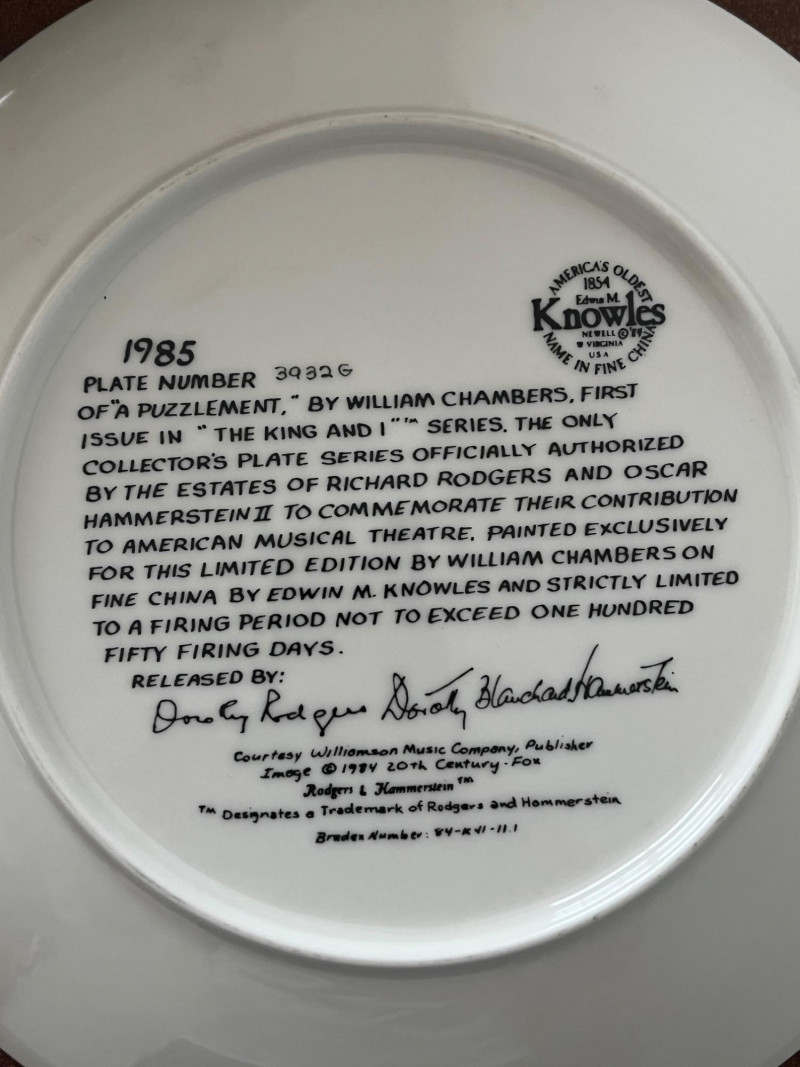 AMERICA'S OLDEST
1854
Edwin M.
Knowles
NEWELL © '84
W VIRGINIA
USA
NAME IN FINE CHINA
1985
PLATE NUMBER 3932G
OF "A PUZZLEMENT," BY WILLIAM CHAMBERS, FIRST
ISSUE IN "THE KING AND I"™ SERIES. THE ONLY
COLLECTOR'S PLATE SERIES OFFICIALLY AUTHORIZED
BY THE ESTATES OF RICHARD RODGERS AND OSCAR
HAMMERSTEIN II TO COMMEMORATE THEIR CONTRIBUTION
TO AMERICAN MUSICAL THEATRE. PAINTED EXCLUSIVELY
FOR THIS LIMITED EDITION BY WILLIAM CHAMBERS ON
FINE CHINA BY EDWIN M. KNOWLES AND STRICTLY LIMITED
TO A FIRING PERIOD NOT TO EXCEED ONE HUNDRED
FIFTY FIRING DAYS.
RELEASED BY:
Dorothy Rodgers Dorothy Blanchard Hammerstein
Courtesy Williamson Music Company, Publisher
Image © 1984 20th Century-Fox
Rodgers & Hammerstein™
™ Designates a Trademark of Rodgers and Hammerstein
Bradex Number: 84-K41-11.1